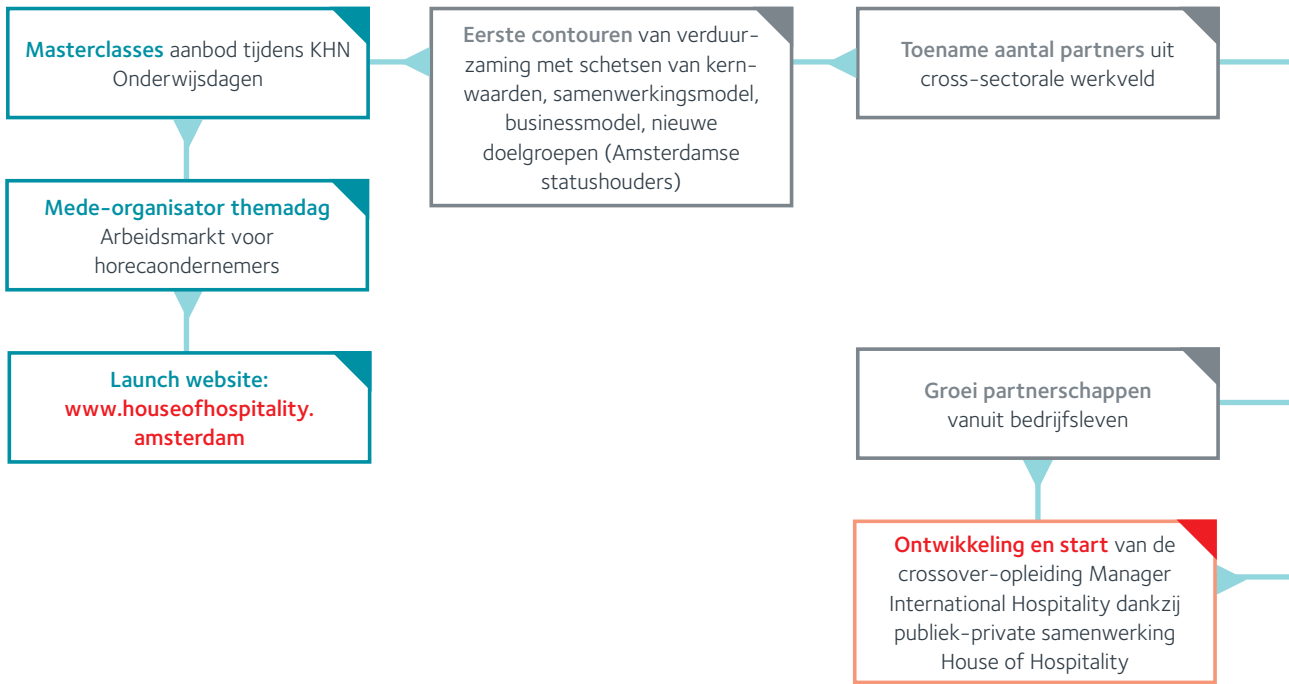 Masterclasses aanbod tijdens KHN
Onderwijsdagen
Eerste contouren van verduur-
zaming met schetsen van kern-
waarden, samenwerkingsmodel,
businessmodel, nieuwe
doelgroepen (Amsterdamse
statushouders)
Toename aantal partners uit
cross-sectorale werkveld
Mede-organisator themadag
Arbeidsmarkt voor
horecaondernemers
Launch website:
www.houseofhospitality.
amsterdam
Groei partnerschappen
vanuit bedrijfsleven
Ontwikkeling en start van de
crossover-opleiding Manager
International Hospitality dankzij
publiek-private samenwerking
House of Hospitality